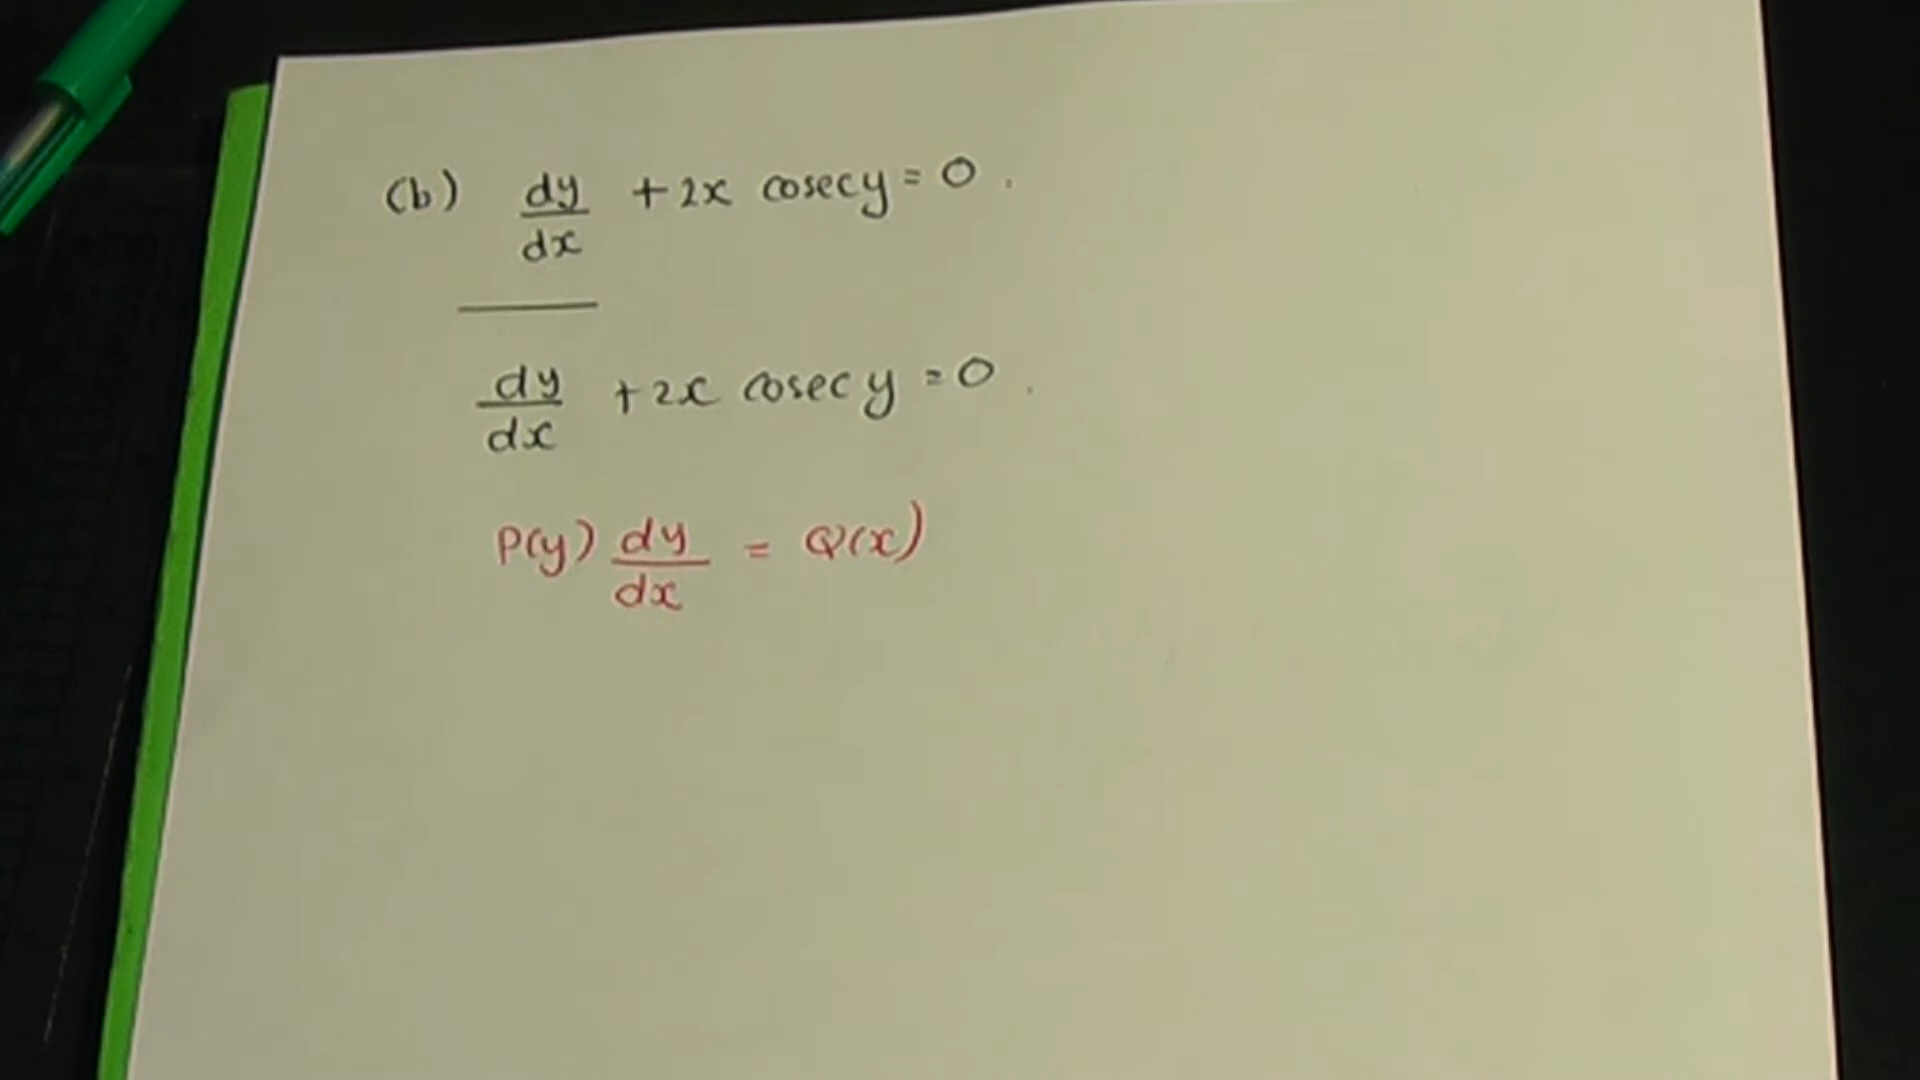 (b) dy/dx + 2x cosec y = 0 .
dy/dx + 2x cosec y = 0 .
P(y) dy/dx = Q(x)